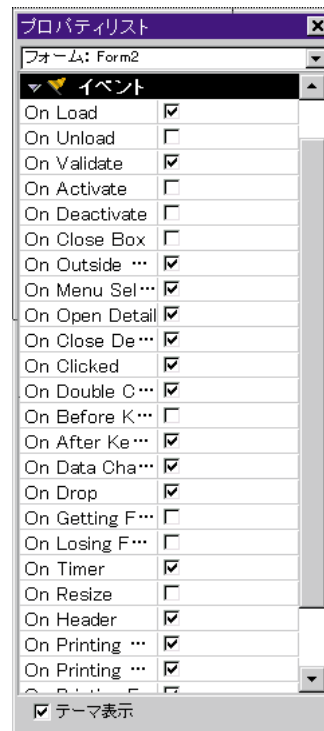 プロパティリスト
フォーム: Form2
イベント
On Load
On Unload
On Validate
On Activate
On Deactivate
On Close Box
On Outside …
On Menu Sel…
On Open Detail
On Close De…
On Clicked
On Double C…
On Before K…
On After Ke…
On Data Cha…
On Drop
On Getting F…
On Losing F…
On Timer
On Resize
On Header
On Printing …
On Printing …
テーマ表示